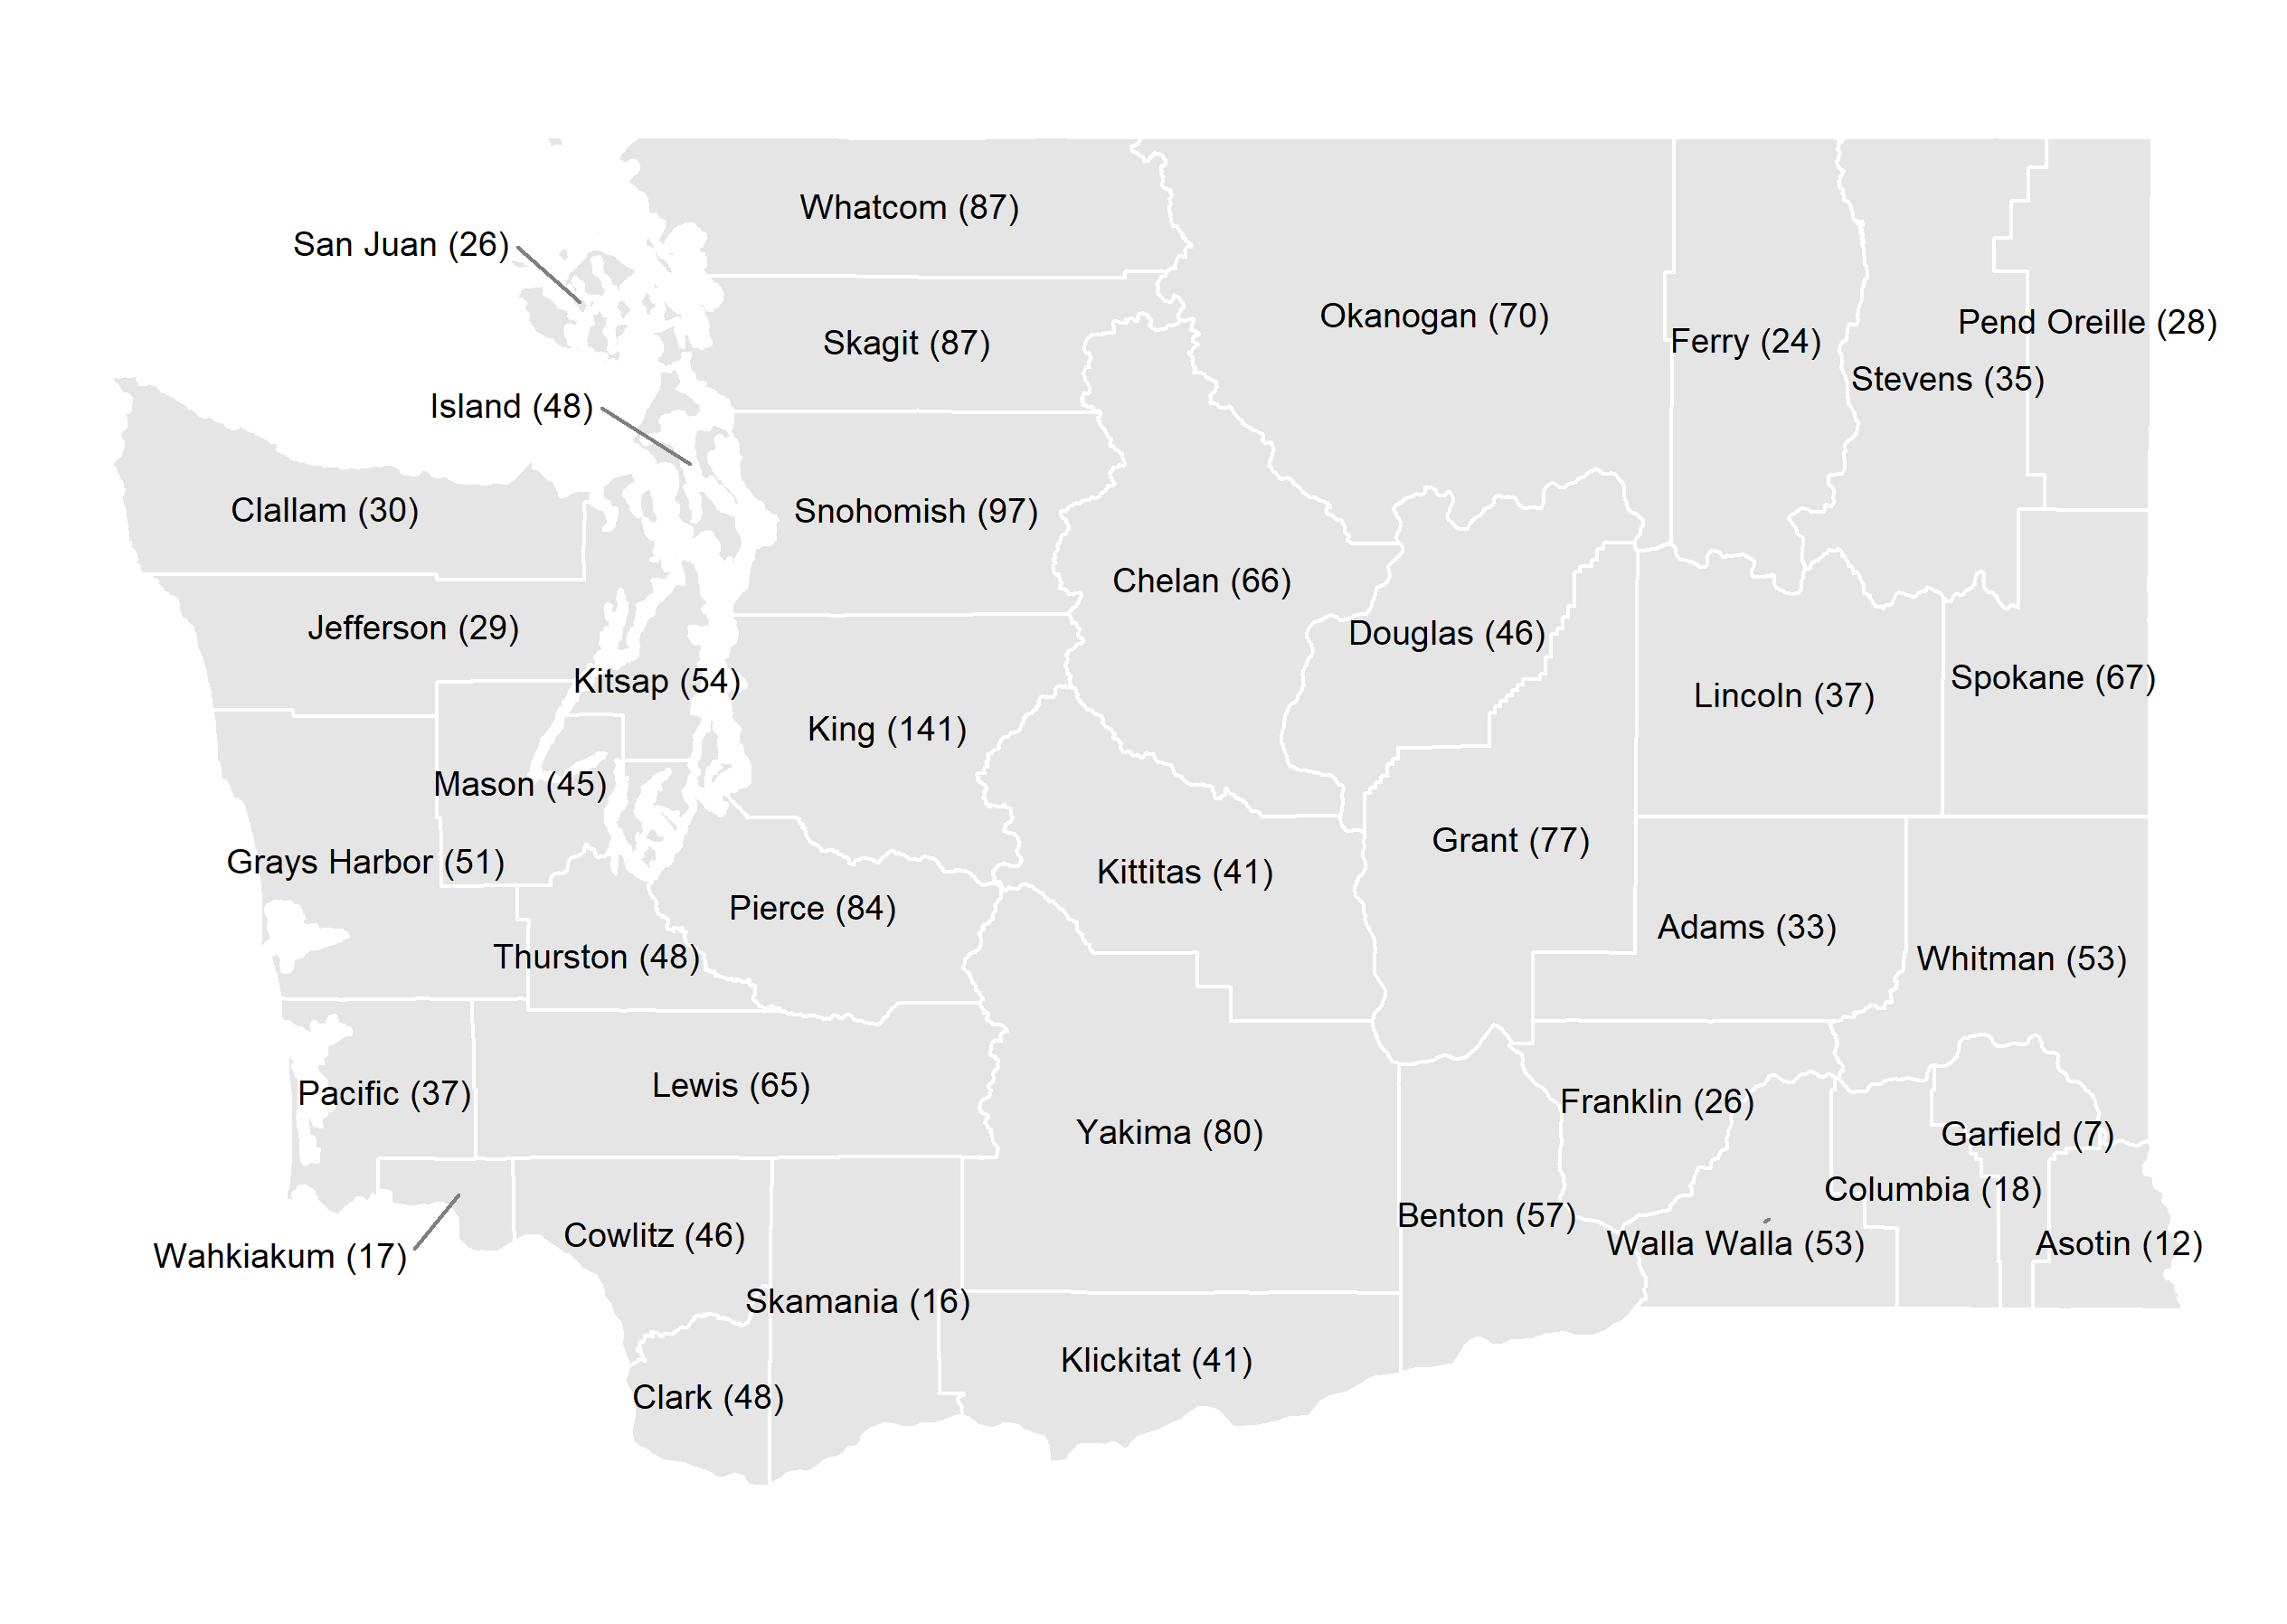 Whatcom (87)
San Juan (26)
Okanogan (70)
Pend Oreille (28)
Skagit (87)
Ferry (24)
Stevens (35)
Island (48)
Clallam (30)
Snohomish (97)
Chelan (66)
Jefferson (29)
Douglas (46)
Kitsap (54)
Spokane (67)
Lincoln (37)
King (141)
Mason (45)
Grant (77)
Grays Harbor (51)
Kittitas (41)
Pierce (84)
Adams (33)
Thurston (48)
Whitman (53)
Lewis (65)
Pacific (37)
Franklin (26)
Yakima (80)
Garfield (7)
Columbia (18)
Benton (57)
Cowlitz (46)
Walla Walla (53)
Asotin (12)
Wahkiakum (17)
Skamania (16)
Klickitat (41)
Clark (48)